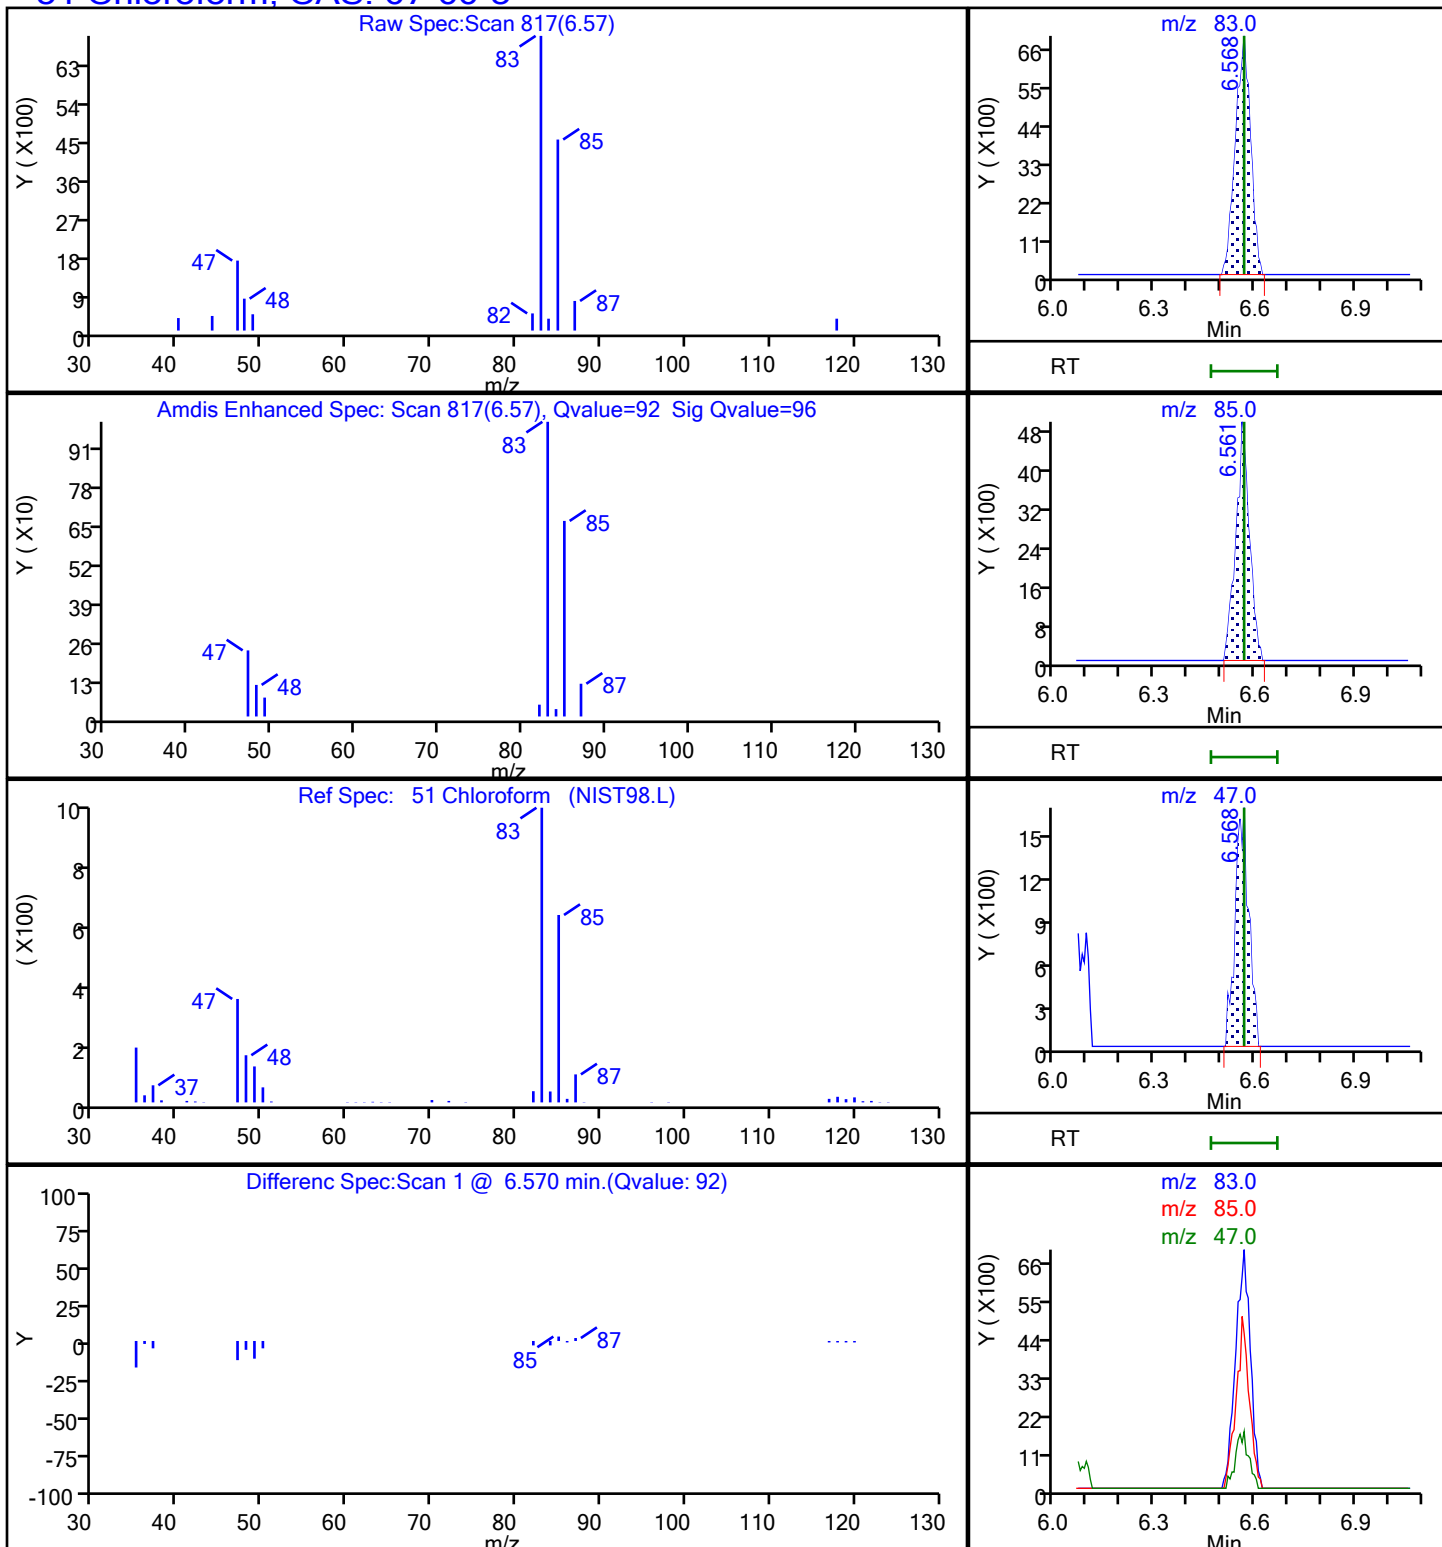 Raw Spec:Scan 817(6.57)
Y ( X100)
63
54
45
36
27
18
9
0
83
85
47
48
82
87
30 40 50 60 70 80 90 100 110 120 130
m/z
m/z 83.0
Y ( X100)
66
55
44
33
22
11
0
6.568
6.0 6.3 6.6 6.9
Min
RT
Amdis Enhanced Spec: Scan 817(6.57), Qvalue=92 Sig Qvalue=96
Y ( X10)
91
78
65
52
39
26
13
0
83
85
47
48
87
30 40 50 60 70 80 90 100 110 120 130
m/z
m/z 85.0
Y ( X100)
48
40
32
24
16
8
0
6.561
6.0 6.3 6.6 6.9
Min
RT
Ref Spec: 51 Chloroform (NIST98.L)
( X100)
10
8
6
4
2
0
83
85
47
48
37
87
30 40 50 60 70 80 90 100 110 120 130
m/z
m/z 47.0
Y ( X100)
15
12
9
6
3
0
6.568
6.0 6.3 6.6 6.9
Min
RT
Differenc Spec:Scan 1 @ 6.570 min.(Qvalue: 92)
Y
100
75
50
25
0
-25
-50
-75
-100
85
87
30 40 50 60 70 80 90 100 110 120 130
m/z
m/z 83.0
m/z 85.0
m/z 47.0
Y ( X100)
66
55
44
33
22
11
0
6.0 6.3 6.6 6.9
Min